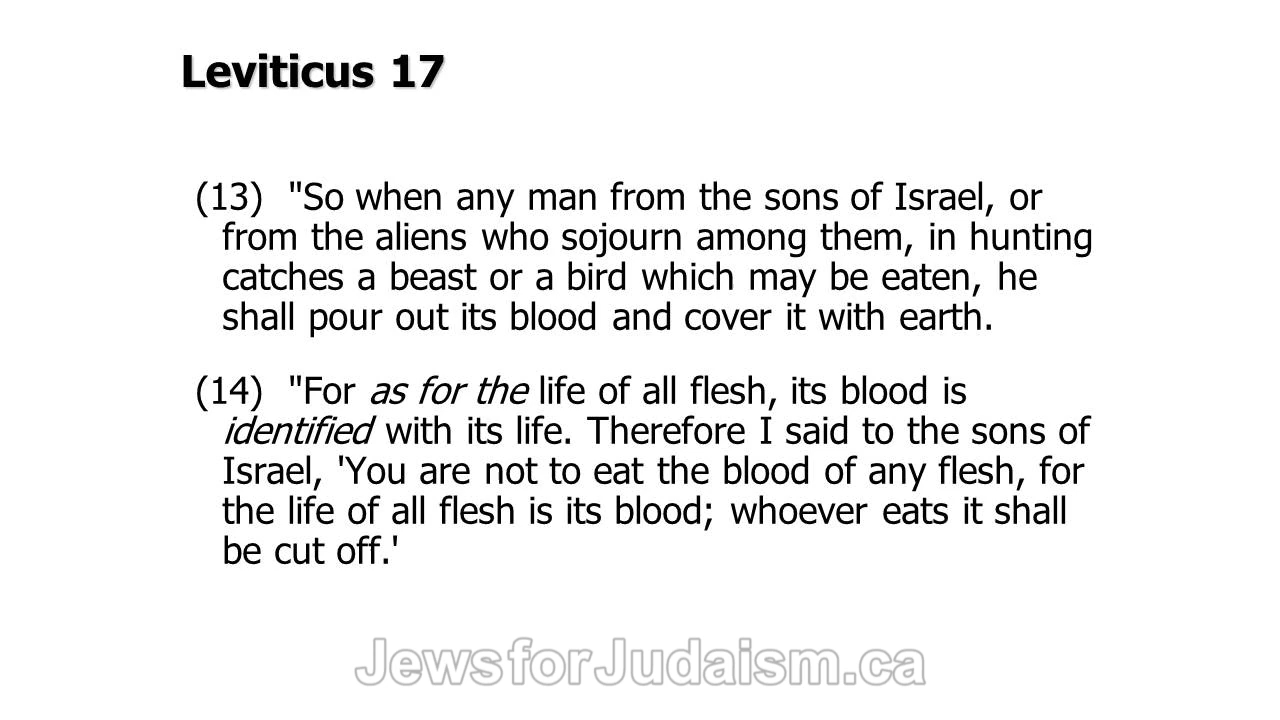 Leviticus 17
(13) "So when any man from the sons of Israel, or
from the aliens who sojourn among them, in hunting
catches a beast or a bird which may be eaten, he
shall pour out its blood and cover it with earth.
(14) "For as for the life of all flesh, its blood is
identified with its life. Therefore I said to the sons of
Israel, 'You are not to eat the blood of any flesh, for
the life of all flesh is its blood; whoever eats it shall
be cut off.'
JewsforJudaism.ca